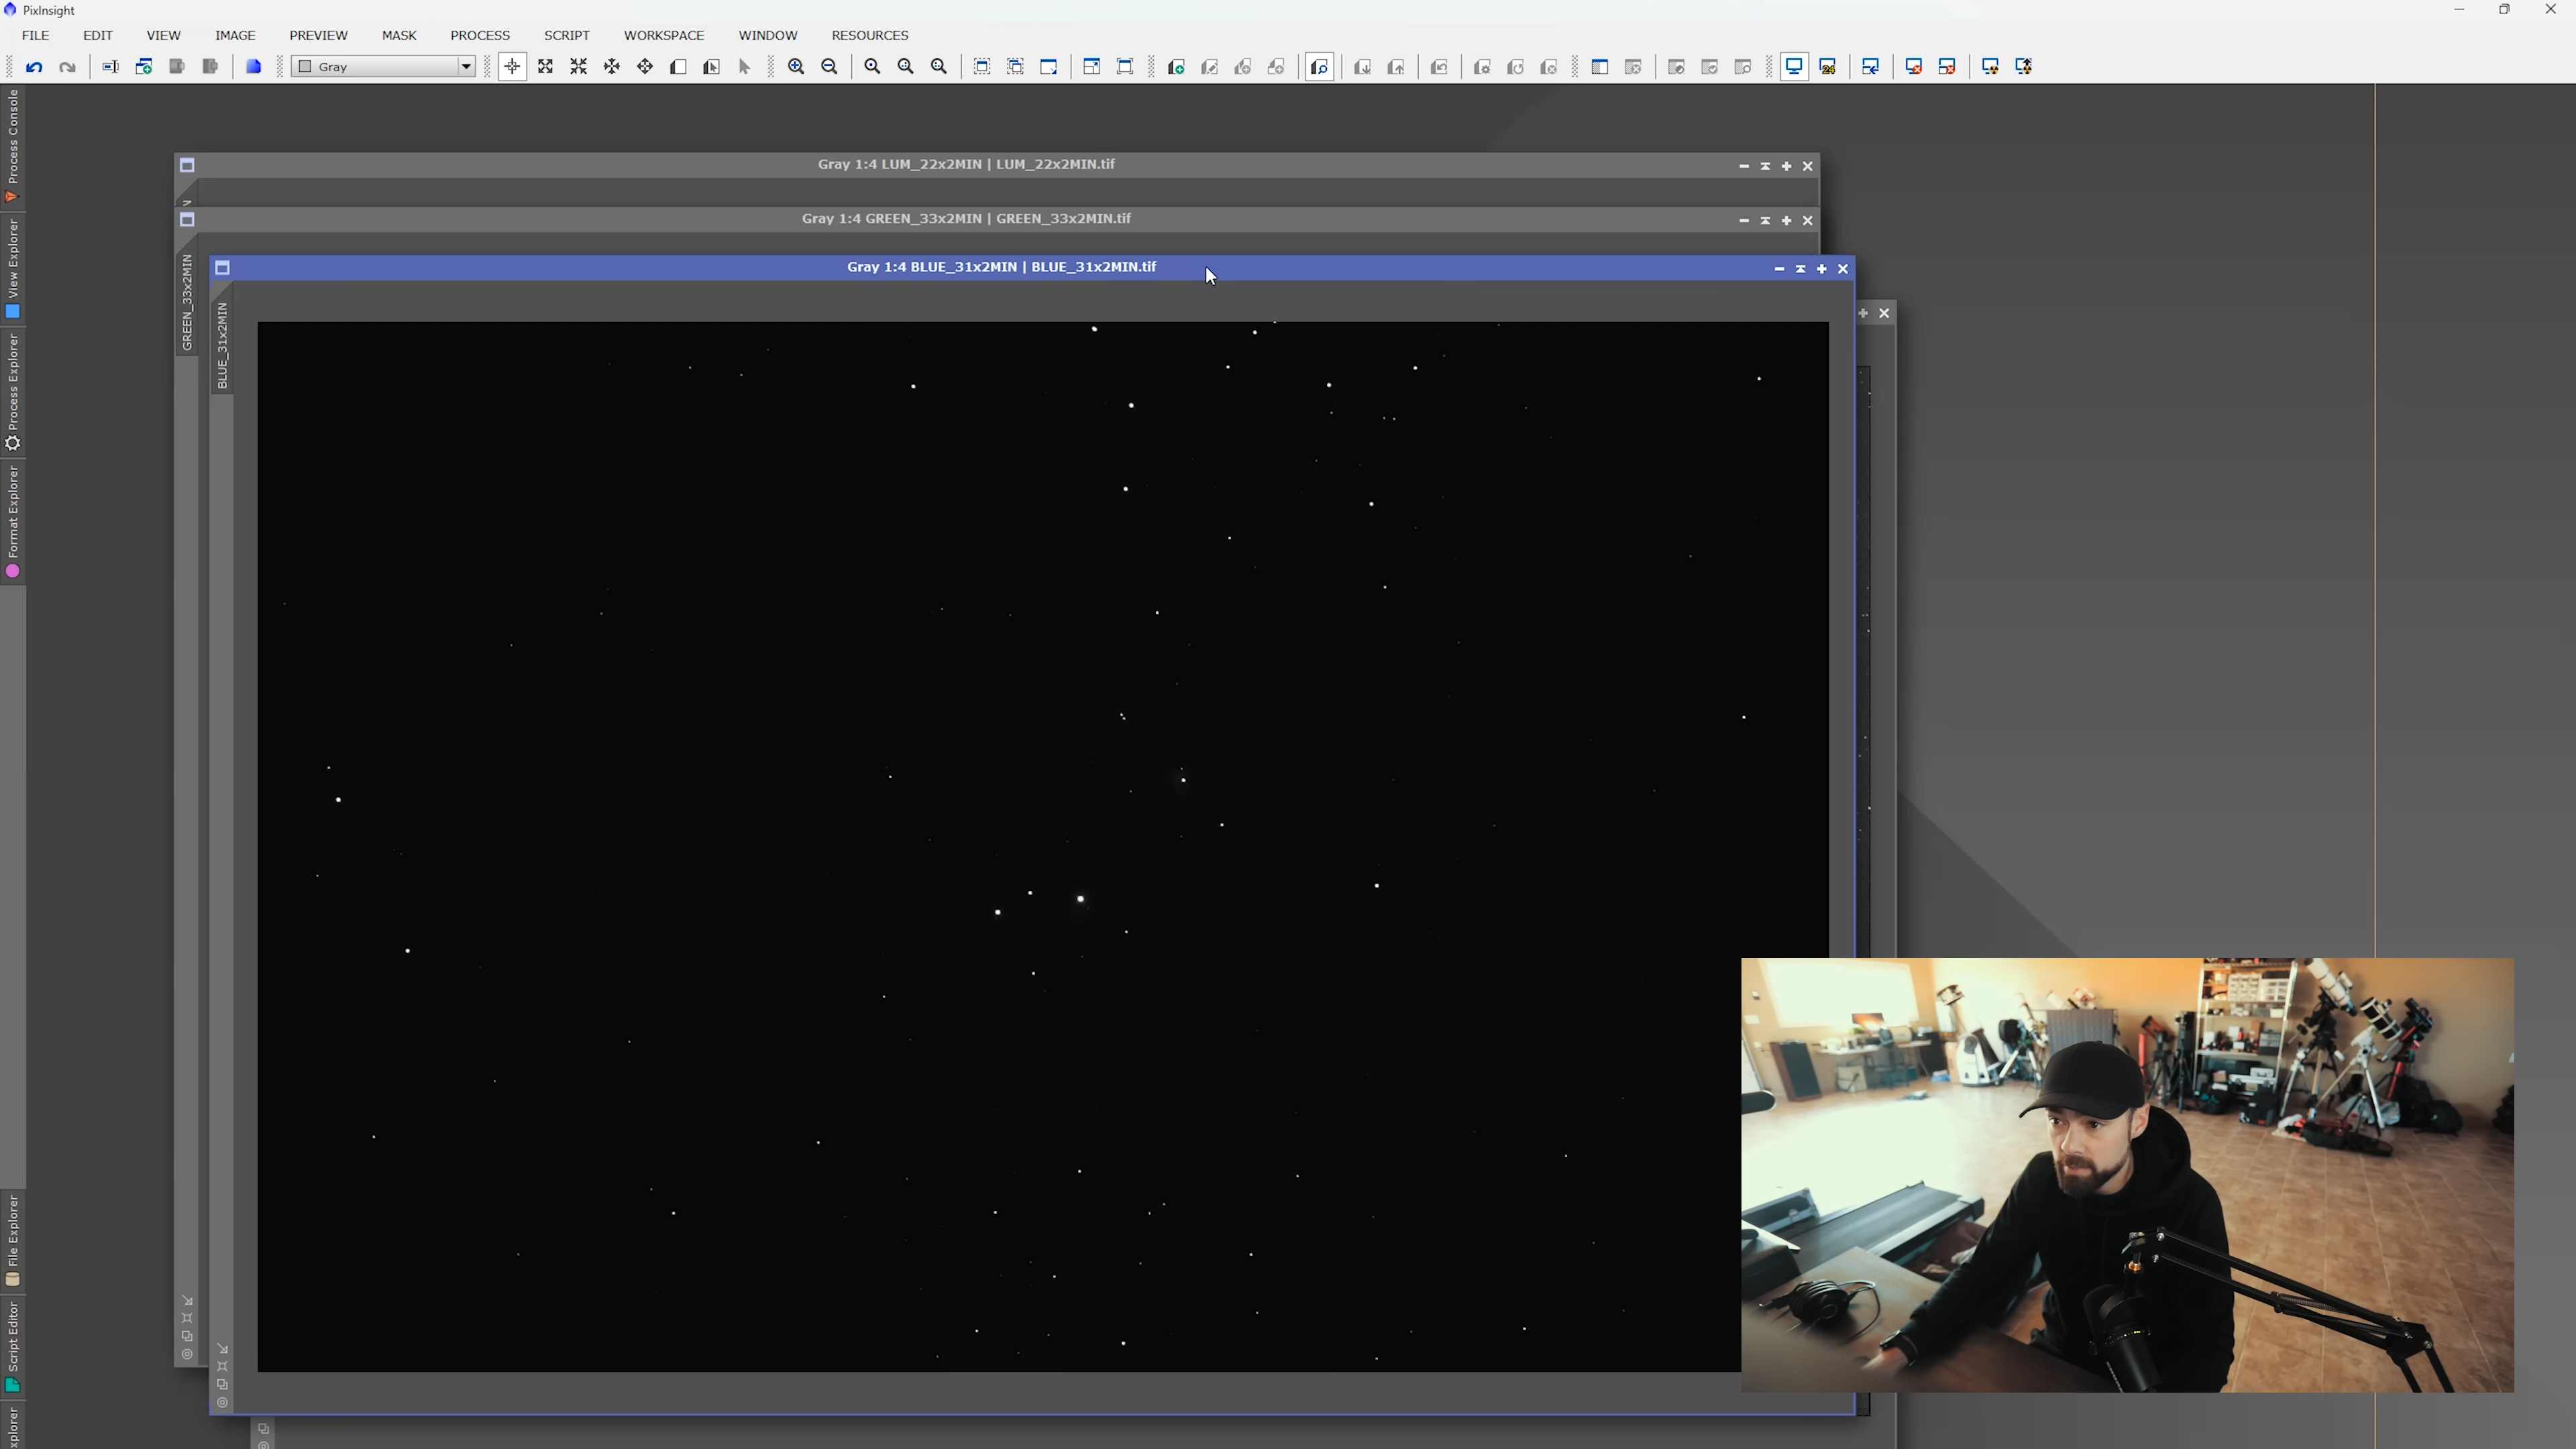 PixInsight
FILE EDIT VIEW IMAGE PREVIEW MASK PROCESS SCRIPT WORKSPACE WINDOW RESOURCES
Gray
Process Console
View Explorer
Process Explorer
Format Explorer
File Explorer
Script Editor
xplorer
Gray 1:4 LUM_22x2MIN | LUM_22x2MIN.tif
N
Gray 1:4 GREEN_33x2MIN | GREEN_33x2MIN.tif
GREEN_33x2MIN
Gray 1:4 BLUE_31x2MIN | BLUE_31x2MIN.tif
BLUE_31x2MIN